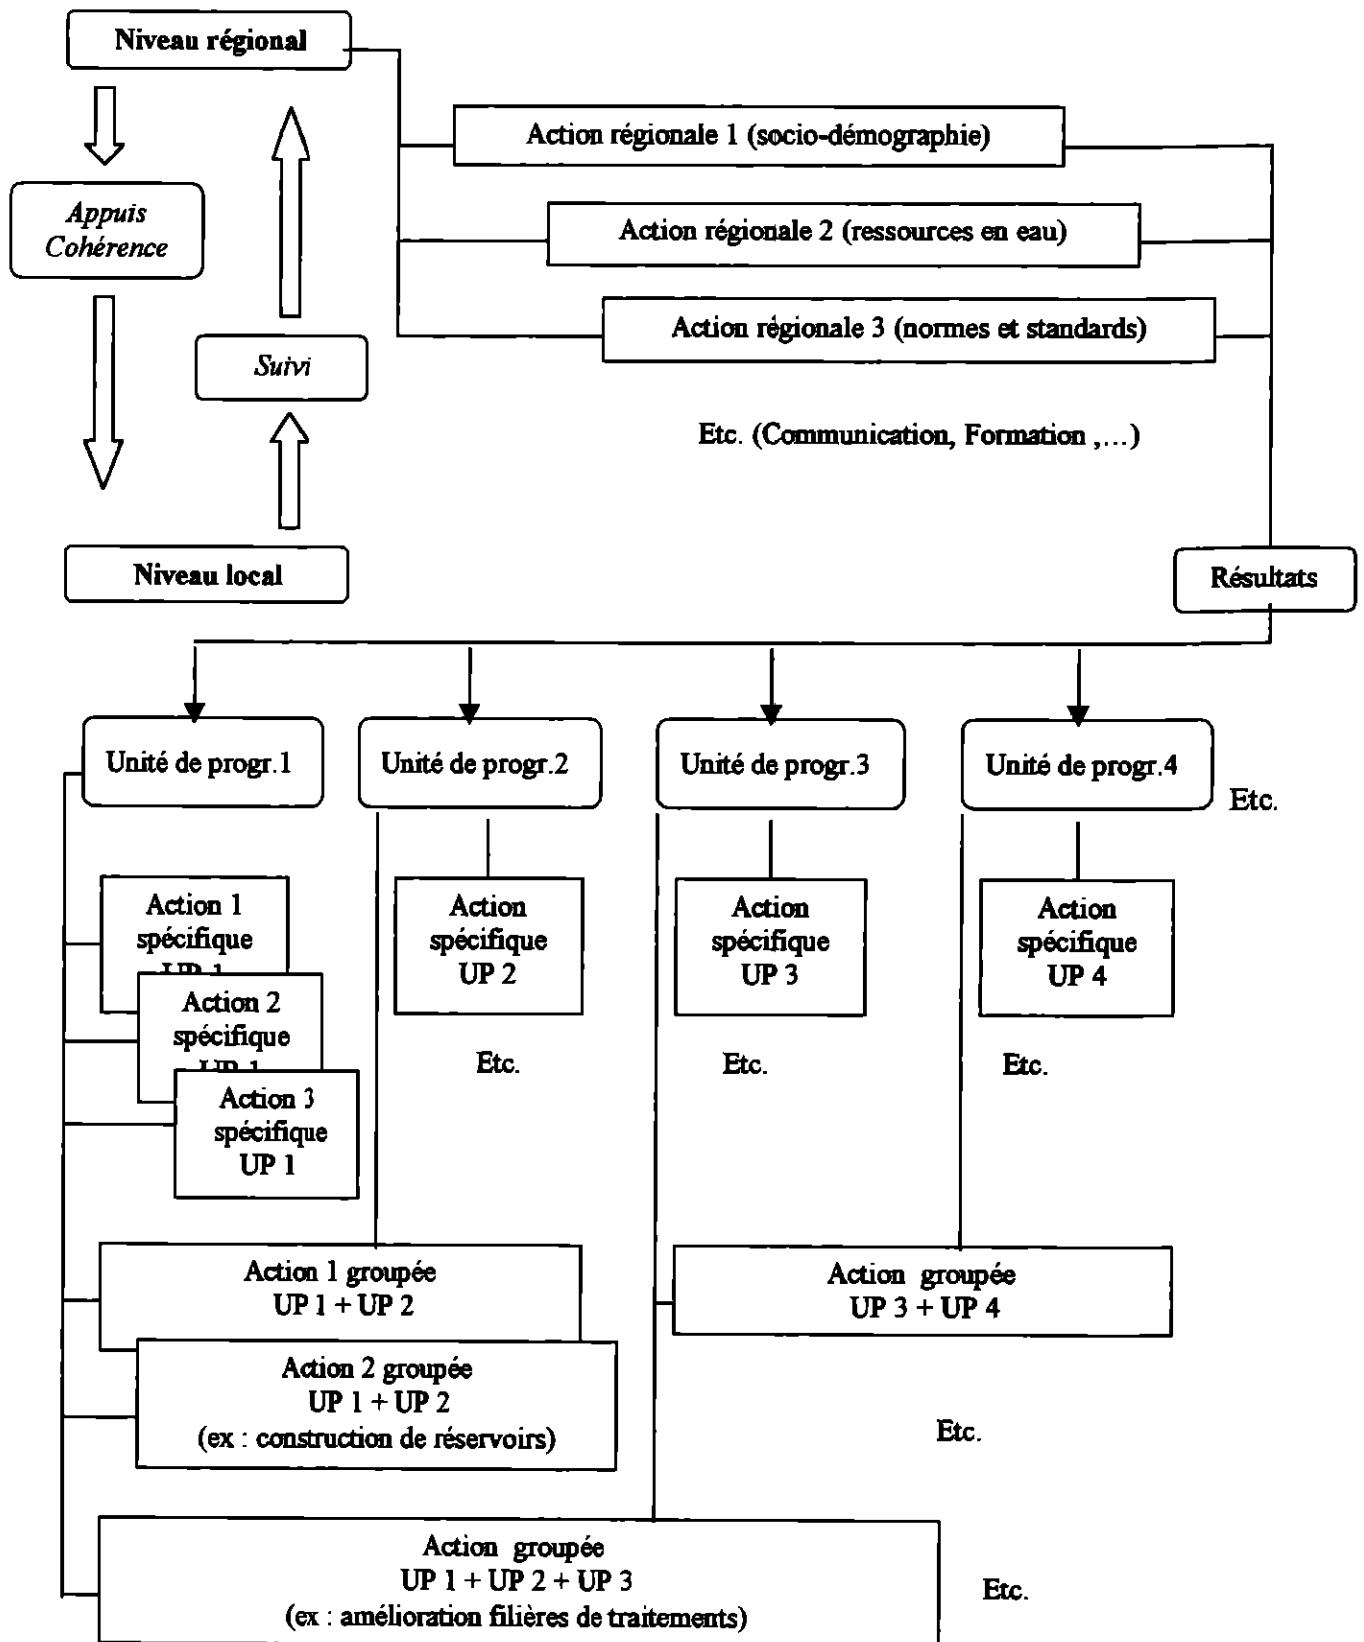 Niveau régional
Action régionale 1 (socio-démographie)
Appuis
Cohérence
Action régionale 2 (ressources en eau)
Action régionale 3 (normes et standards)
Suivi
Etc. (Communication, Formation ,...)
Niveau local
Résultats
Unité de progr.1
Unité de progr.2
Unité de progr.3
Unité de progr.4
Etc.
Action 1
spécifique
UP 1
Action 2
spécifique
UP 1
Action 3
spécifique
UP 1
Action
spécifique
UP 2
Action
spécifique
UP 3
Action
spécifique
UP 4
Etc.
Etc.
Etc.
Action 1 groupée
UP 1 + UP 2
Action groupée
UP 3 + UP 4
Action 2 groupée
UP 1 + UP 2
(ex : construction de réservoirs)
Etc.
Action groupée
UP 1 + UP 2 + UP 3
(ex : amélioration filières de traitements)
Etc.